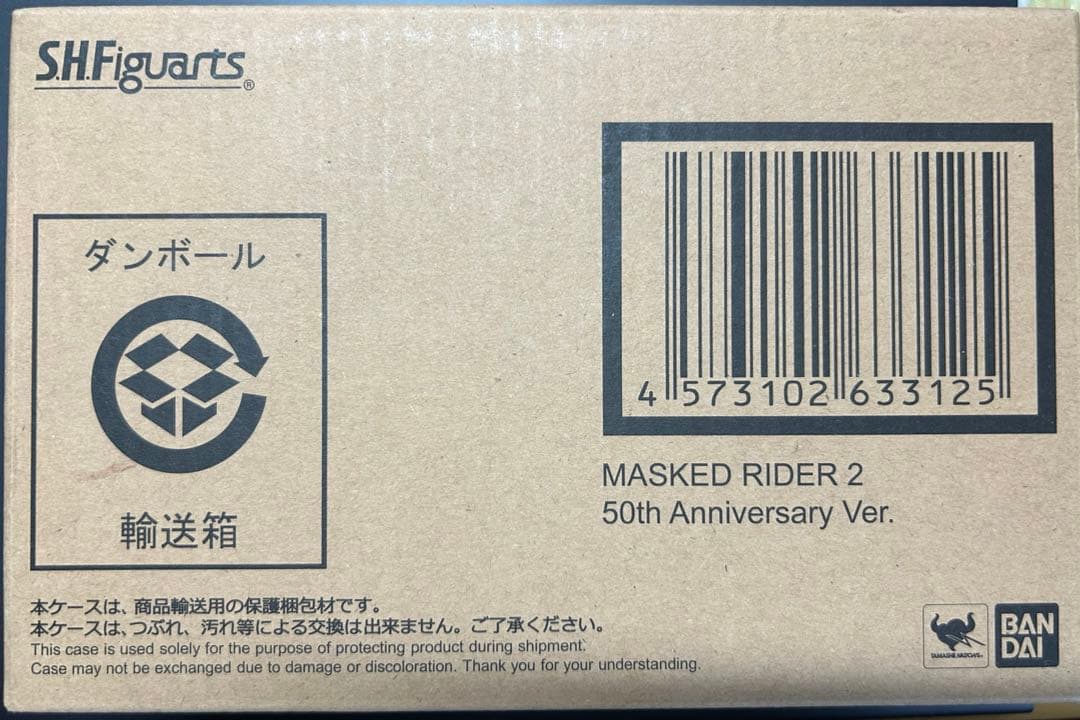 S.H.Figuarts®
ダンボール
輸送箱
4 573102 633125
MASKED RIDER 2
50th Anniversary Ver.
本ケースは、商品輸送用の保護梱包材です。
本ケースは、つぶれ、汚れ等による交換は出来ません。ご了承ください。
This case is used solely for the purpose of protecting product during shipment.
Case may not be exchanged due to damage or discoloration. Thank you for your understanding.
TAMASHII NATIONS
BAN
DAI